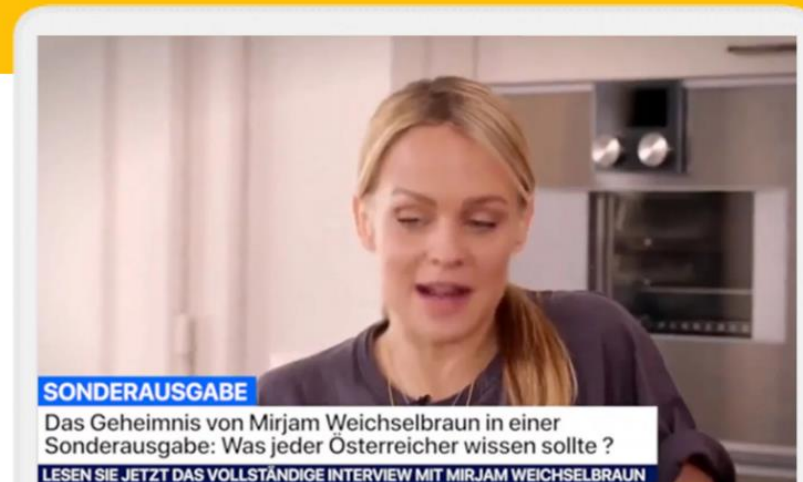 SONDERAUSGABE
Das Geheimnis von Mirjam Weichselbraun in einer
Sonderausgabe: Was jeder Österreicher wissen sollte ?
LESEN SIE JETZT DAS VOLLSTÄNDIGE INTERVIEW MIT MIRJAM WEICHSELBRAUN